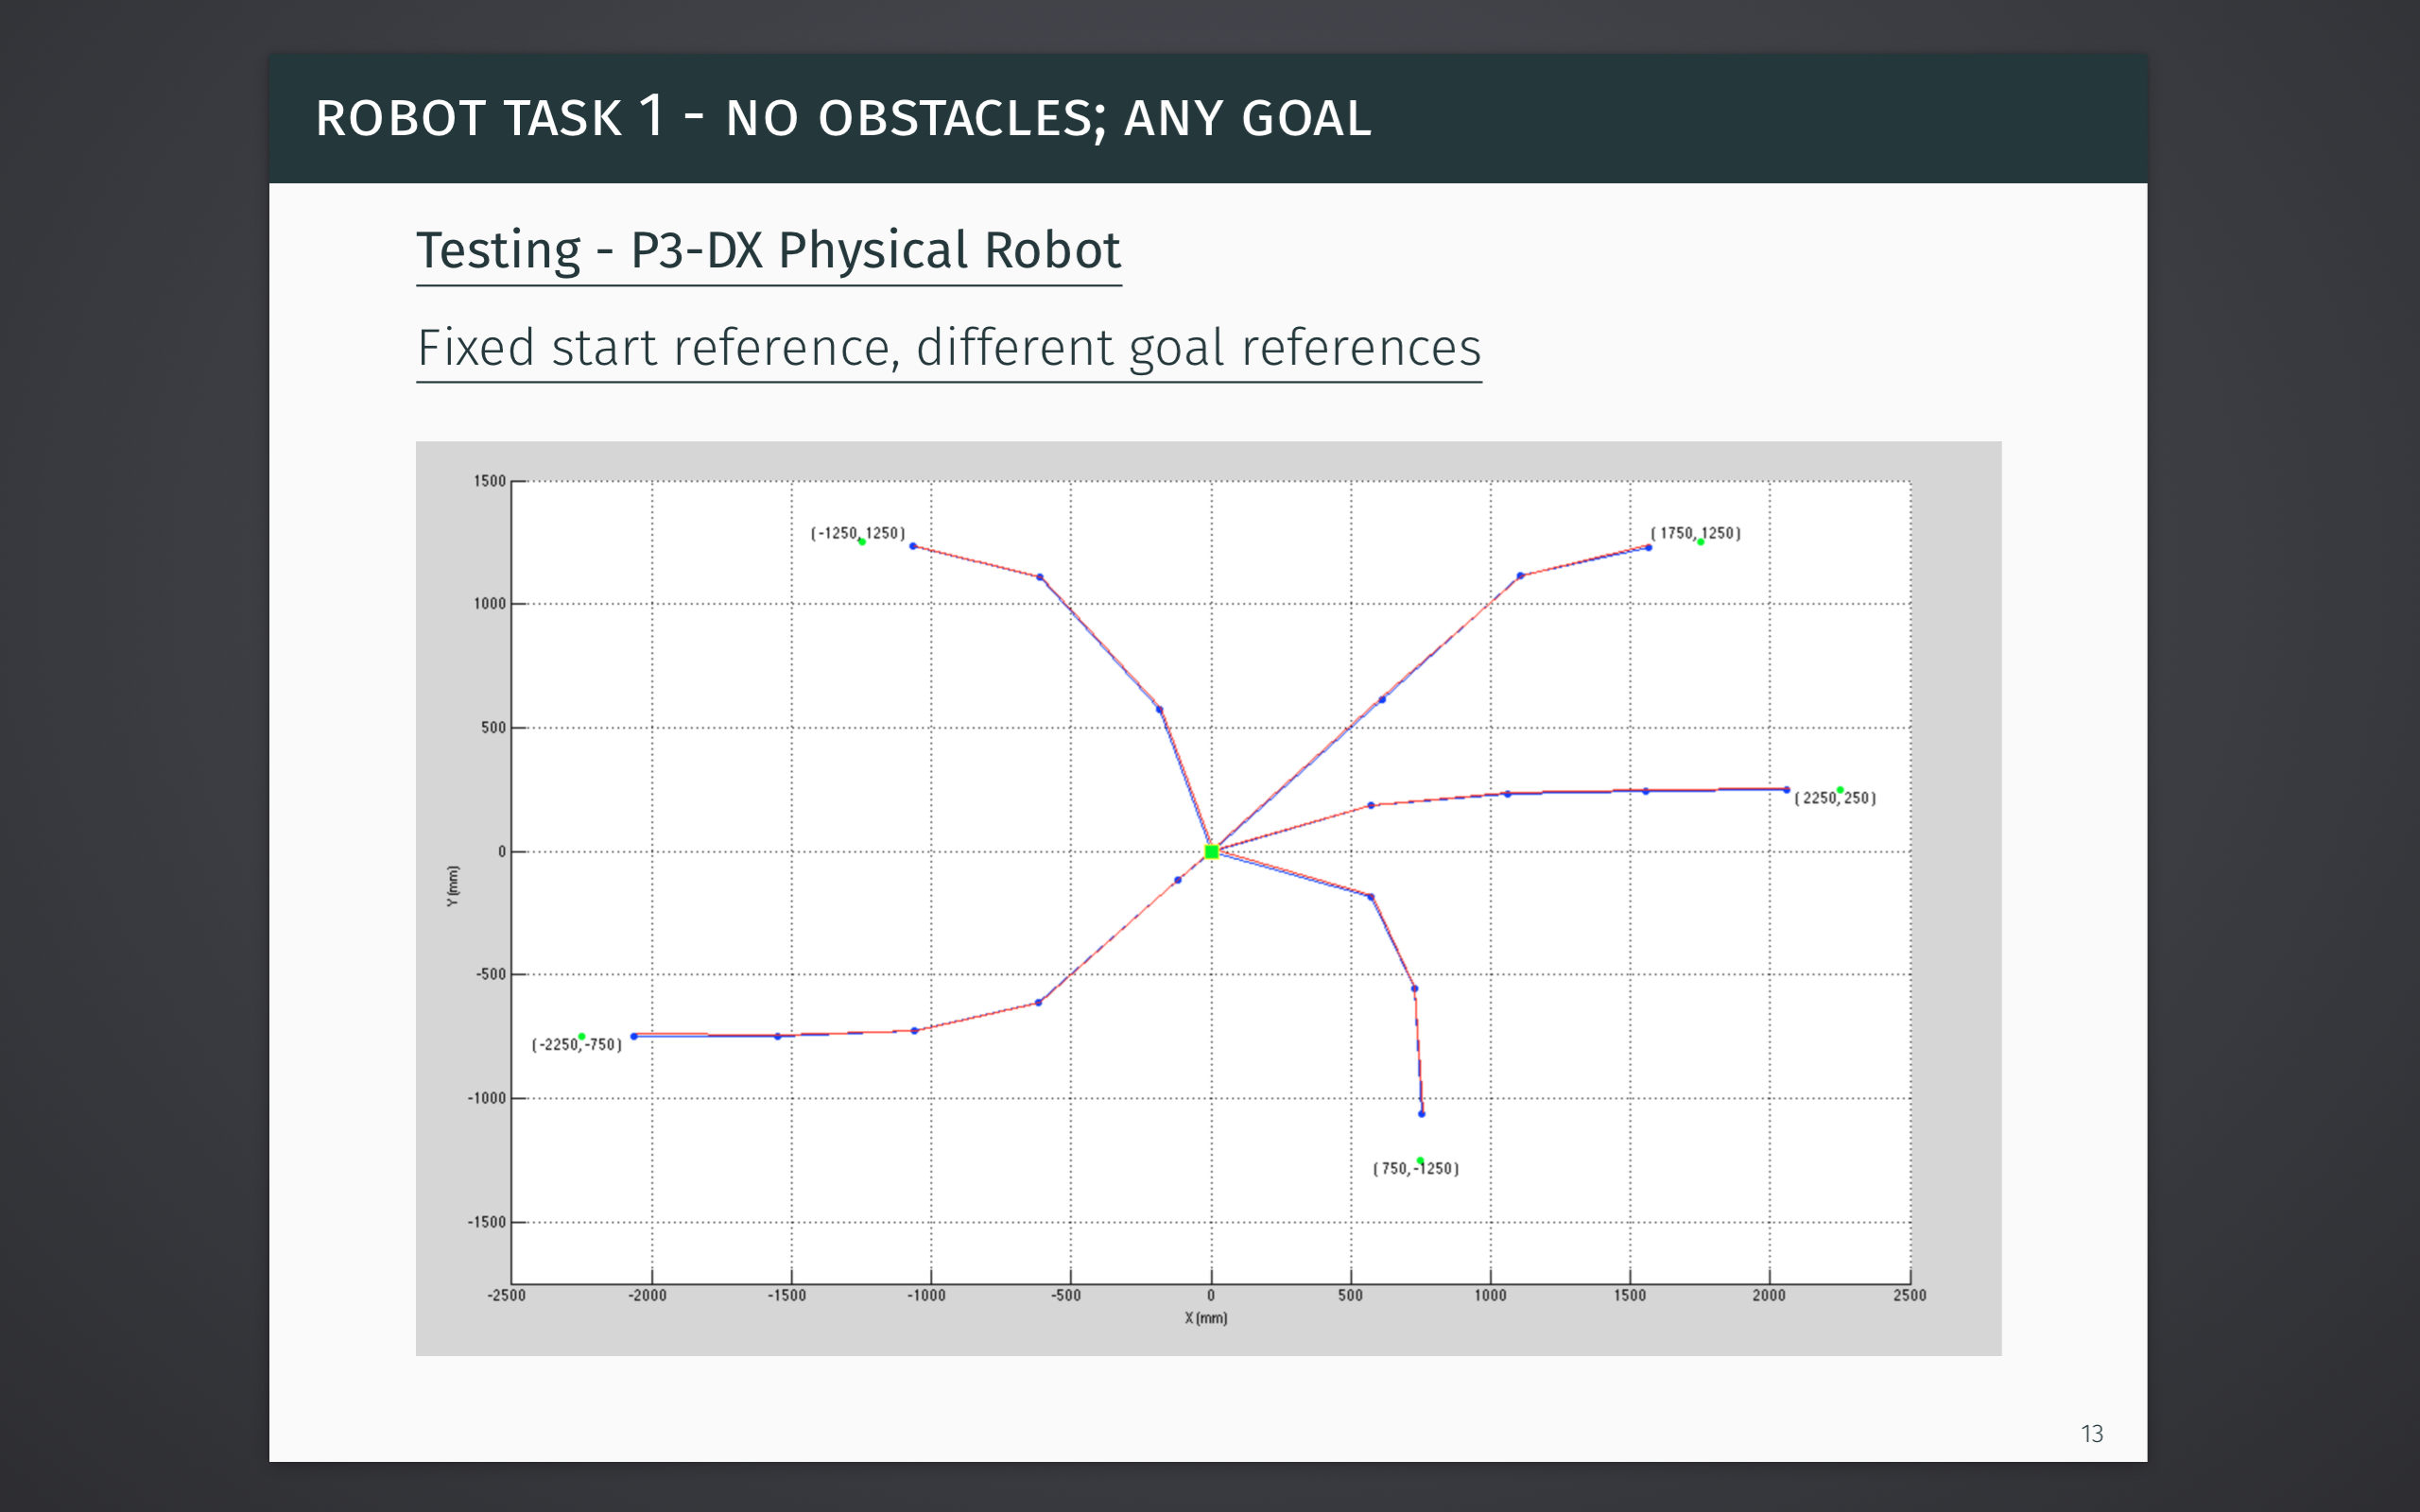 ROBOT TASK 1 - NO OBSTACLES; ANY GOAL
Testing - P3-DX Physical Robot
Fixed start reference, different goal references
1500
(-1250, 1250)
( 1750, 1250)
1000
500
( 2250, 250)
0
Y (mm)
-500
(-2250,-750)
-1000
( 750,-1250)
-1500
-2500 -2000 -1500 -1000 -500 0 500 1000 1500 2000 2500
X (mm)
13